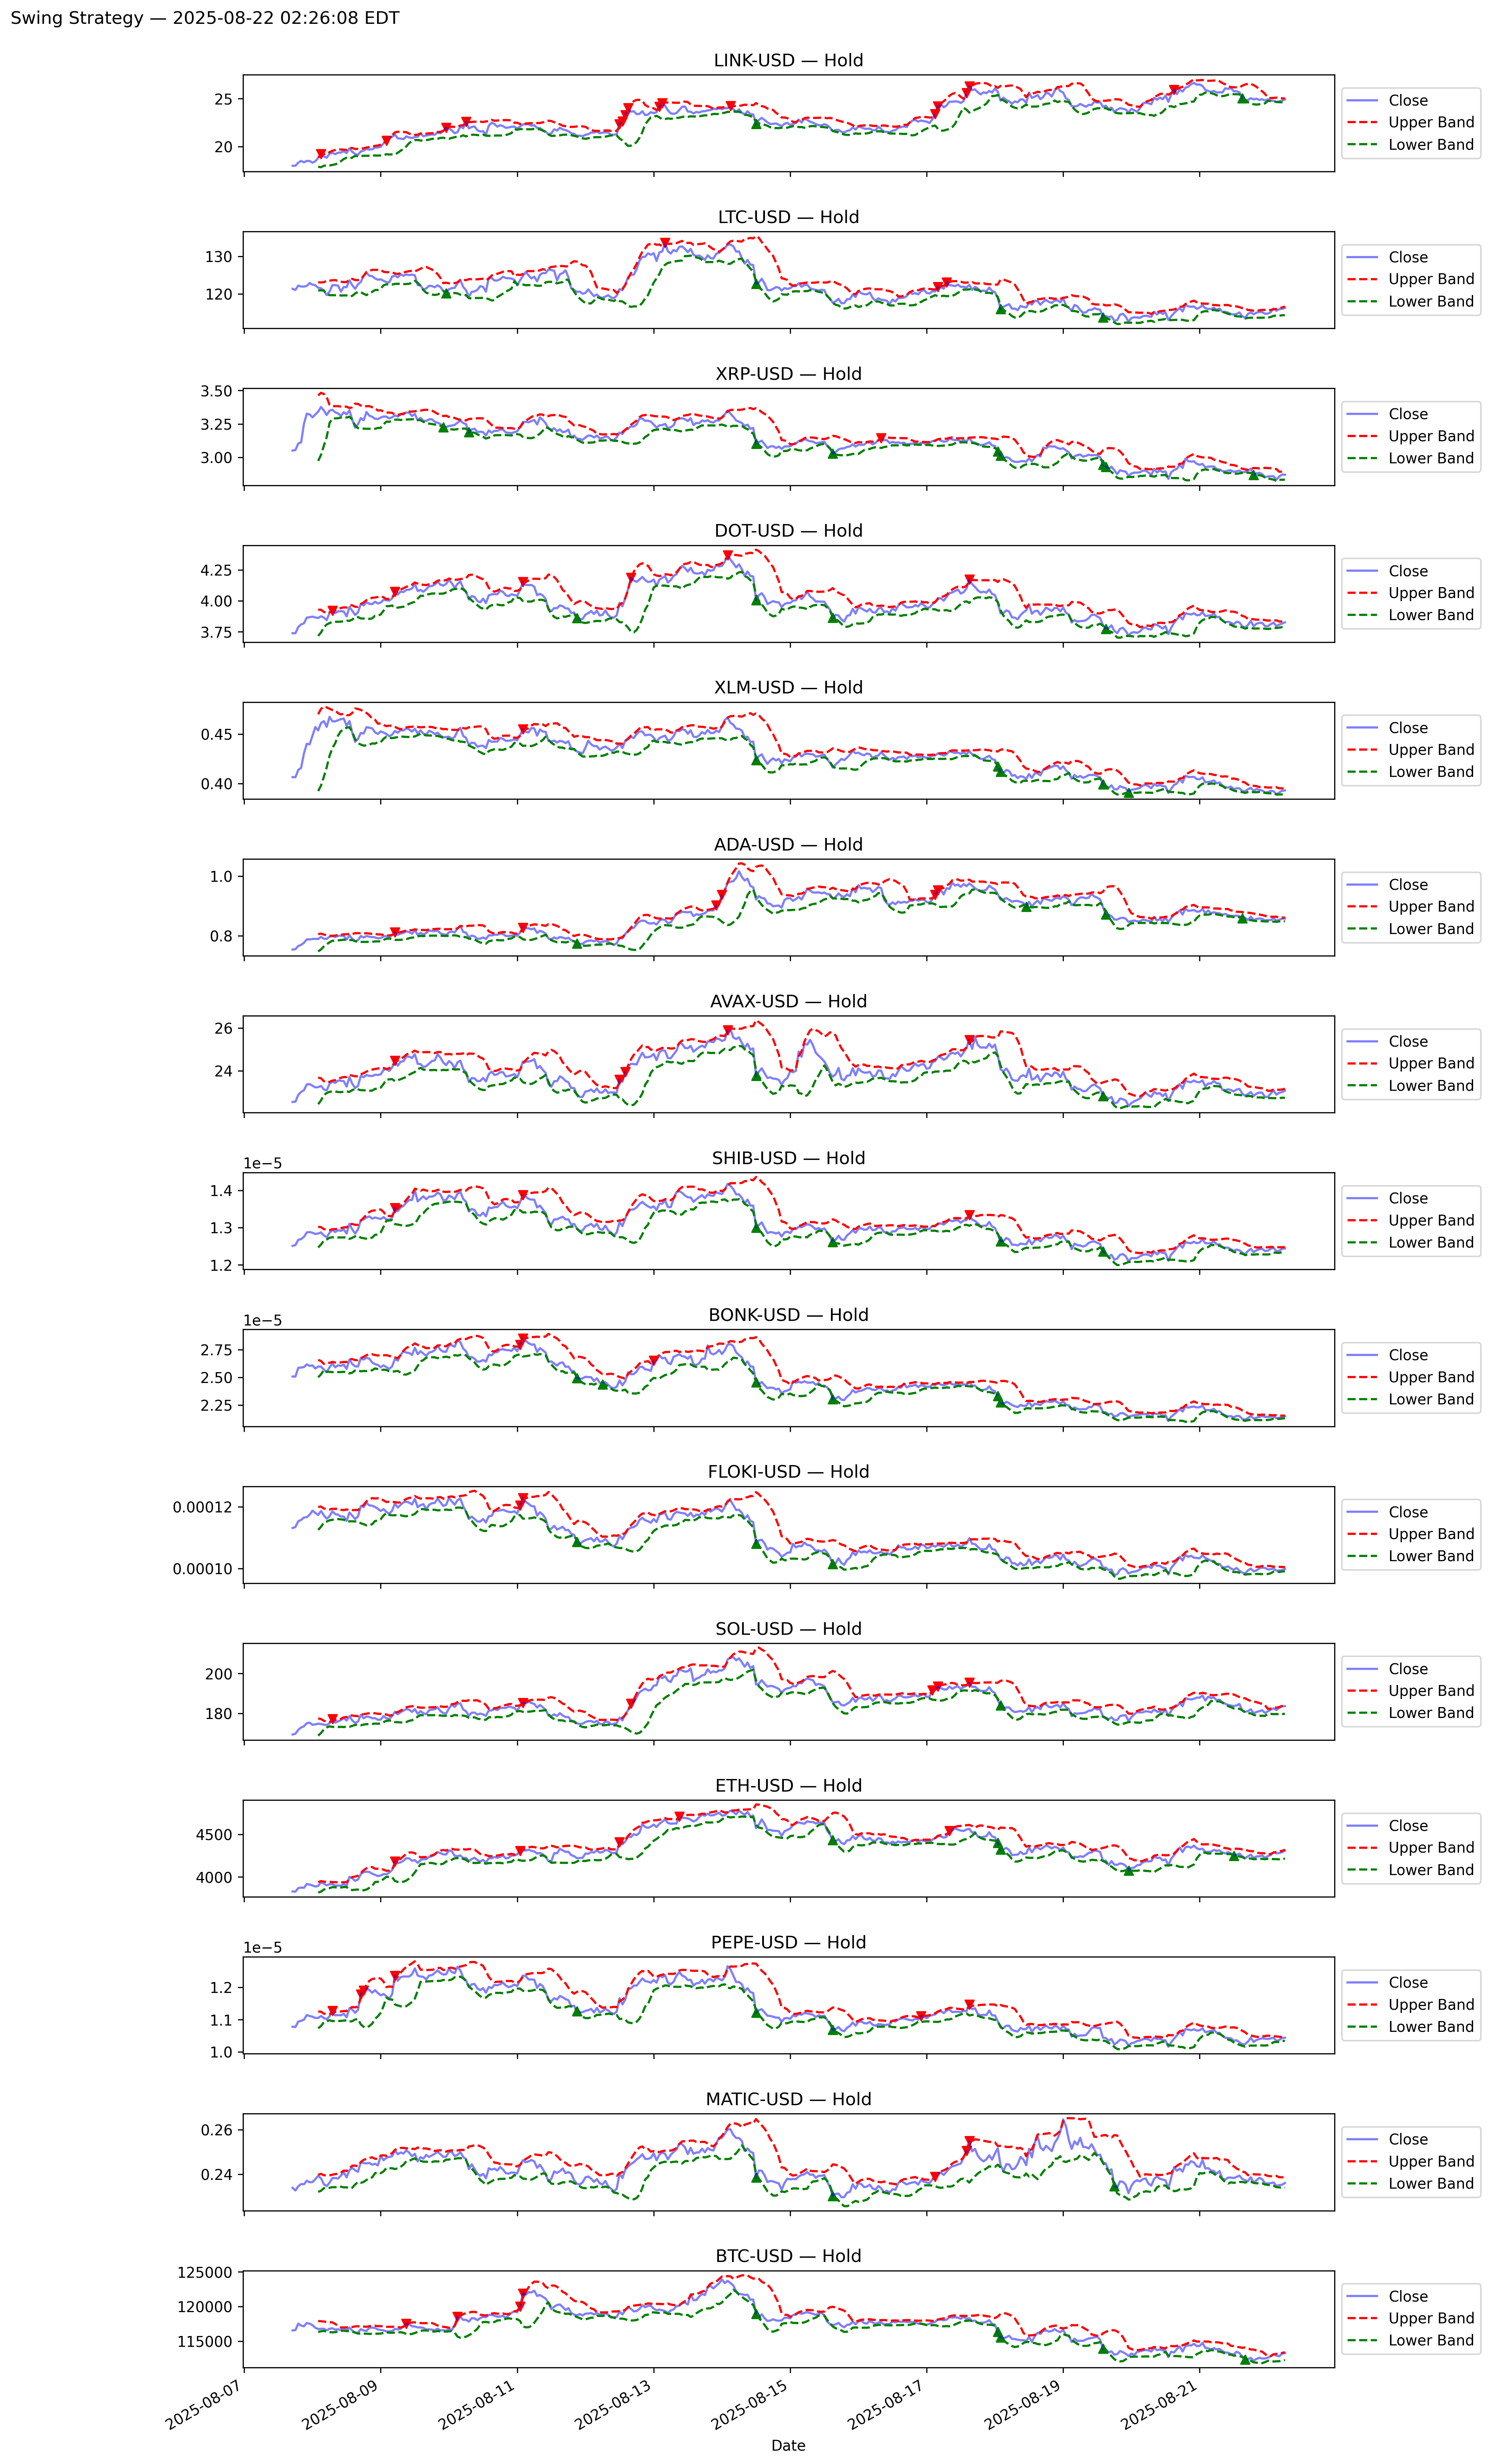 Swing Strategy — 2025-08-22 02:26:08 EDT
LINK-USD — Hold
25
20
Close
Upper Band
Lower Band
LTC-USD — Hold
130
120
Close
Upper Band
Lower Band
XRP-USD — Hold
3.50
3.25
3.00
Close
Upper Band
Lower Band
DOT-USD — Hold
4.25
4.00
3.75
Close
Upper Band
Lower Band
XLM-USD — Hold
0.45
0.40
Close
Upper Band
Lower Band
ADA-USD — Hold
1.0
0.8
Close
Upper Band
Lower Band
AVAX-USD — Hold
26
24
Close
Upper Band
Lower Band
SHIB-USD — Hold
1e−5
1.4
1.3
1.2
Close
Upper Band
Lower Band
BONK-USD — Hold
1e−5
2.75
2.50
2.25
Close
Upper Band
Lower Band
FLOKI-USD — Hold
0.00012
0.00010
Close
Upper Band
Lower Band
SOL-USD — Hold
200
180
Close
Upper Band
Lower Band
ETH-USD — Hold
4500
4000
Close
Upper Band
Lower Band
PEPE-USD — Hold
1e−5
1.2
1.1
1.0
Close
Upper Band
Lower Band
MATIC-USD — Hold
0.26
0.24
Close
Upper Band
Lower Band
BTC-USD — Hold
125000
120000
115000
Close
Upper Band
Lower Band
2025-08-07
2025-08-09
2025-08-11
2025-08-13
2025-08-15
2025-08-17
2025-08-19
2025-08-21
Date